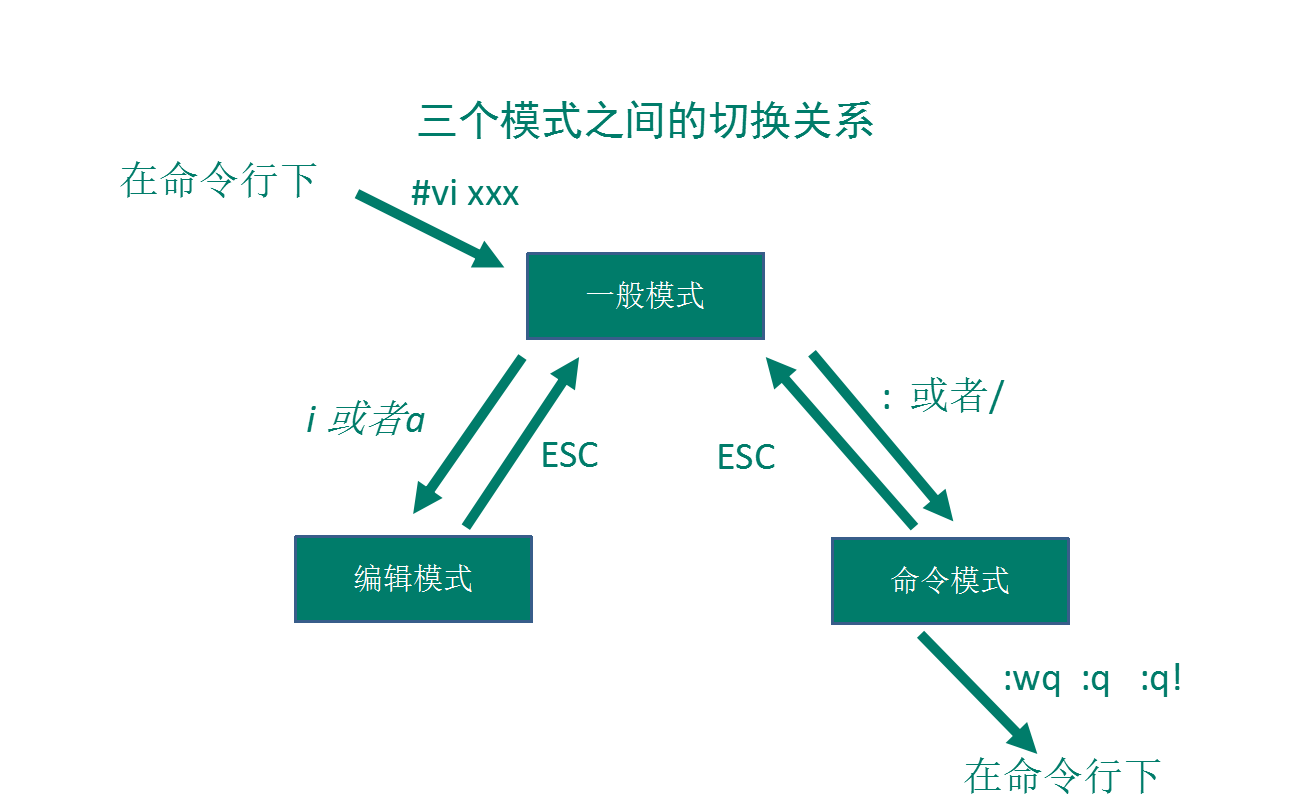 三个模式之间的切换关系
在命令行下
#vi xxx
一般模式
i 或者a
ESC
ESC
: 或者/
编辑模式
命令模式
:wq :q :q!
在命令行下